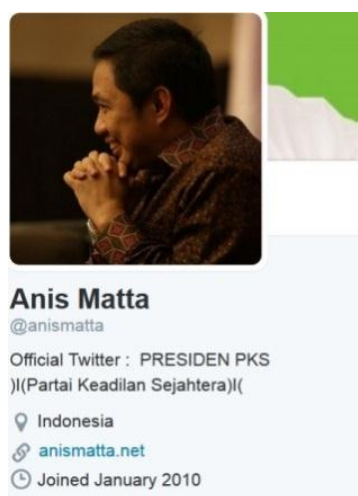 Anis Matta
@anismatta
Official Twitter : PRESIDEN PKS
)I(Partai Keadilan Sejahtera)I(
Indonesia
anismatta.net
Joined January 2010